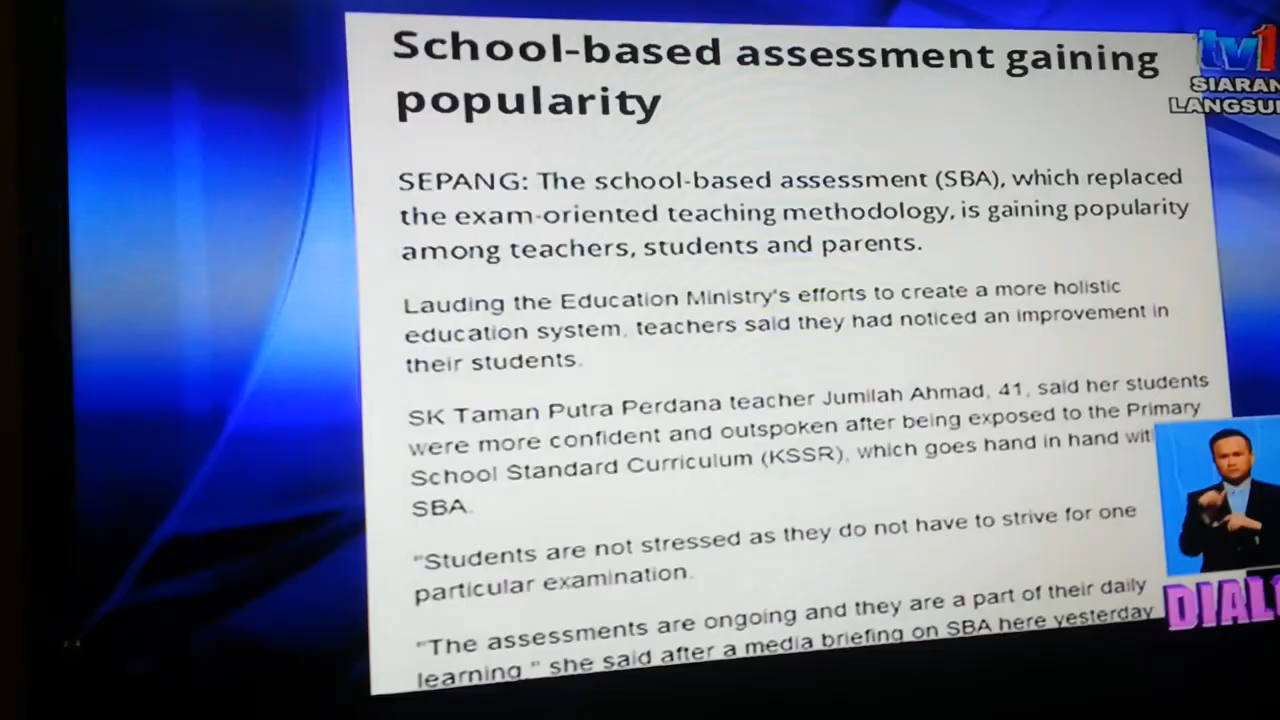 School-based assessment gaining
popularity
SEPANG: The school-based assessment (SBA), which replaced
the exam-oriented teaching methodology, is gaining popularity
among teachers, students and parents.
Lauding the Education Ministry's efforts to create a more holistic
education system, teachers said they had noticed an improvement in
their students.
SK Taman Putra Perdana teacher Jumilah Ahmad, 41, said her students
were more confident and outspoken after being exposed to the Primary
School Standard Curriculum (KSSR), which goes hand in hand with
SBA.
"Students are not stressed as they do not have to strive for one
particular examination.
"The assessments are ongoing and they are a part of their daily
learning," she said after a media briefing on SBA here yesterday
tv1
SIARAN